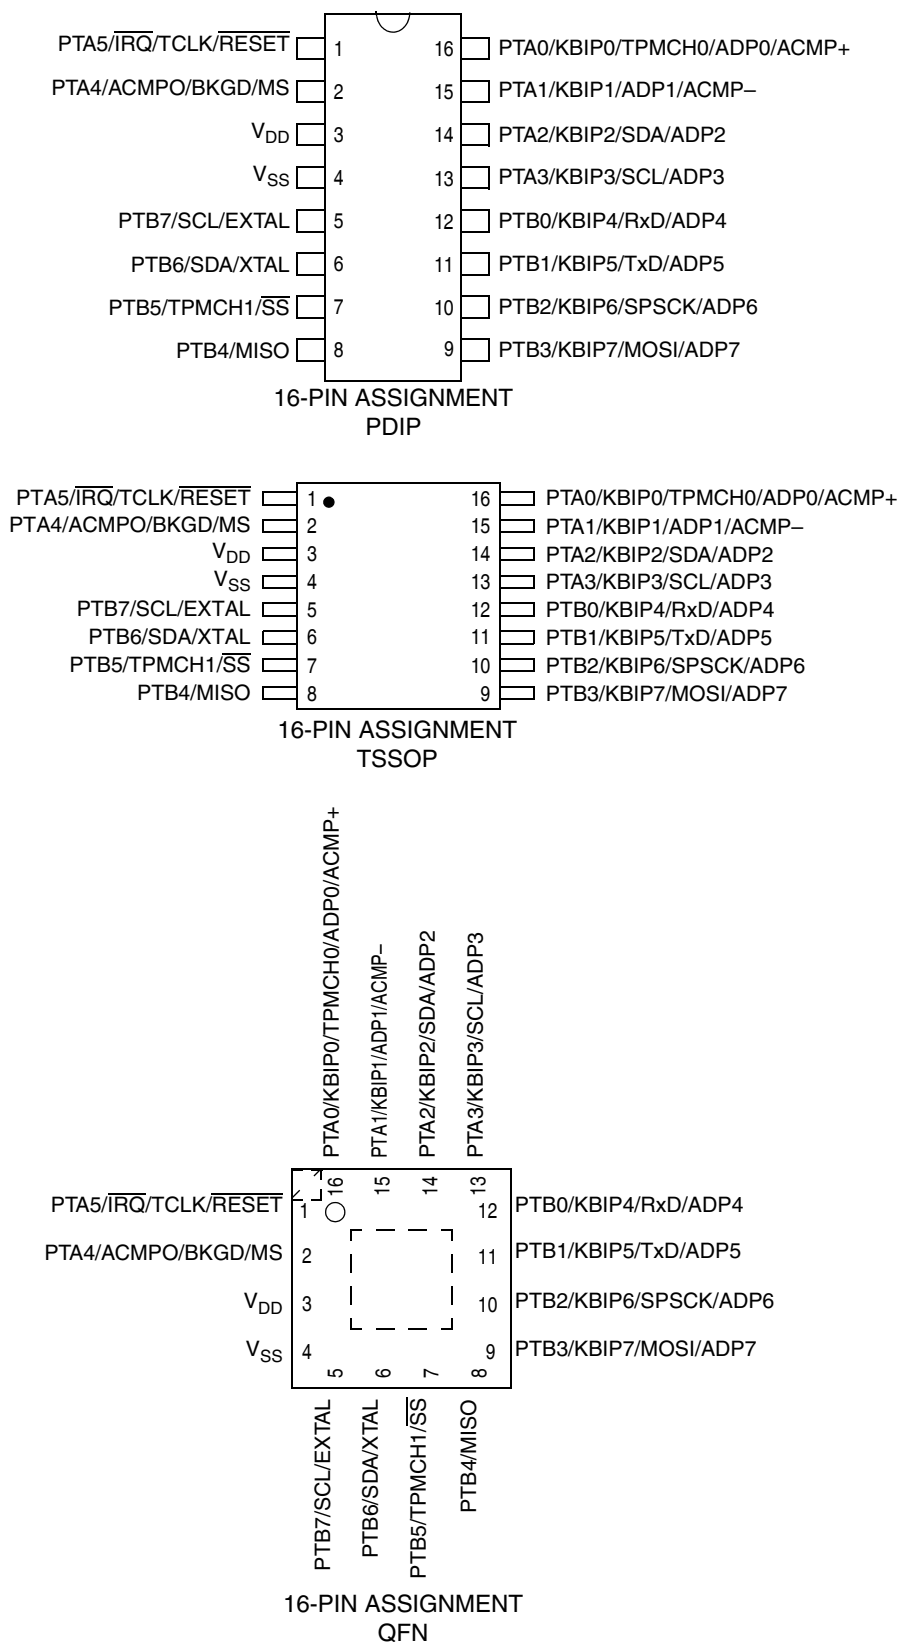 PTA5/IRQ/TCLK/RESET 1 16 PTA0/KBIP0/TPMCH0/ADP0/ACMP+
PTA4/ACMPO/BKGD/MS 2 15 PTA1/KBIP1/ADP1/ACMP–
VDD 3 14 PTA2/KBIP2/SDA/ADP2
VSS 4 13 PTA3/KBIP3/SCL/ADP3
PTB7/SCL/EXTAL 5 12 PTB0/KBIP4/RxD/ADP4
PTB6/SDA/XTAL 6 11 PTB1/KBIP5/TxD/ADP5
PTB5/TPMCH1/SS 7 10 PTB2/KBIP6/SPSCK/ADP6
PTB4/MISO 8 9 PTB3/KBIP7/MOSI/ADP7
16-PIN ASSIGNMENT
PDIP
PTA5/IRQ/TCLK/RESET 1 16 PTA0/KBIP0/TPMCH0/ADP0/ACMP+
PTA4/ACMPO/BKGD/MS 2 15 PTA1/KBIP1/ADP1/ACMP–
VDD 3 14 PTA2/KBIP2/SDA/ADP2
VSS 4 13 PTA3/KBIP3/SCL/ADP3
PTB7/SCL/EXTAL 5 12 PTB0/KBIP4/RxD/ADP4
PTB6/SDA/XTAL 6 11 PTB1/KBIP5/TxD/ADP5
PTB5/TPMCH1/SS 7 10 PTB2/KBIP6/SPSCK/ADP6
PTB4/MISO 8 9 PTB3/KBIP7/MOSI/ADP7
16-PIN ASSIGNMENT
TSSOP
PTA0/KBIP0/TPMCH0/ADP0/ACMP+
PTA1/KBIP1/ADP1/ACMP–
PTA2/KBIP2/SDA/ADP2
PTA3/KBIP3/SCL/ADP3
16 15 14 13
PTA5/IRQ/TCLK/RESET 1 12 PTB0/KBIP4/RxD/ADP4
PTA4/ACMPO/BKGD/MS 2 11 PTB1/KBIP5/TxD/ADP5
VDD 3 10 PTB2/KBIP6/SPSCK/ADP6
VSS 4 9 PTB3/KBIP7/MOSI/ADP7
5 6 7 8
PTB7/SCL/EXTAL
PTB6/SDA/XTAL
PTB5/TPMCH1/SS
PTB4/MISO
16-PIN ASSIGNMENT
QFN